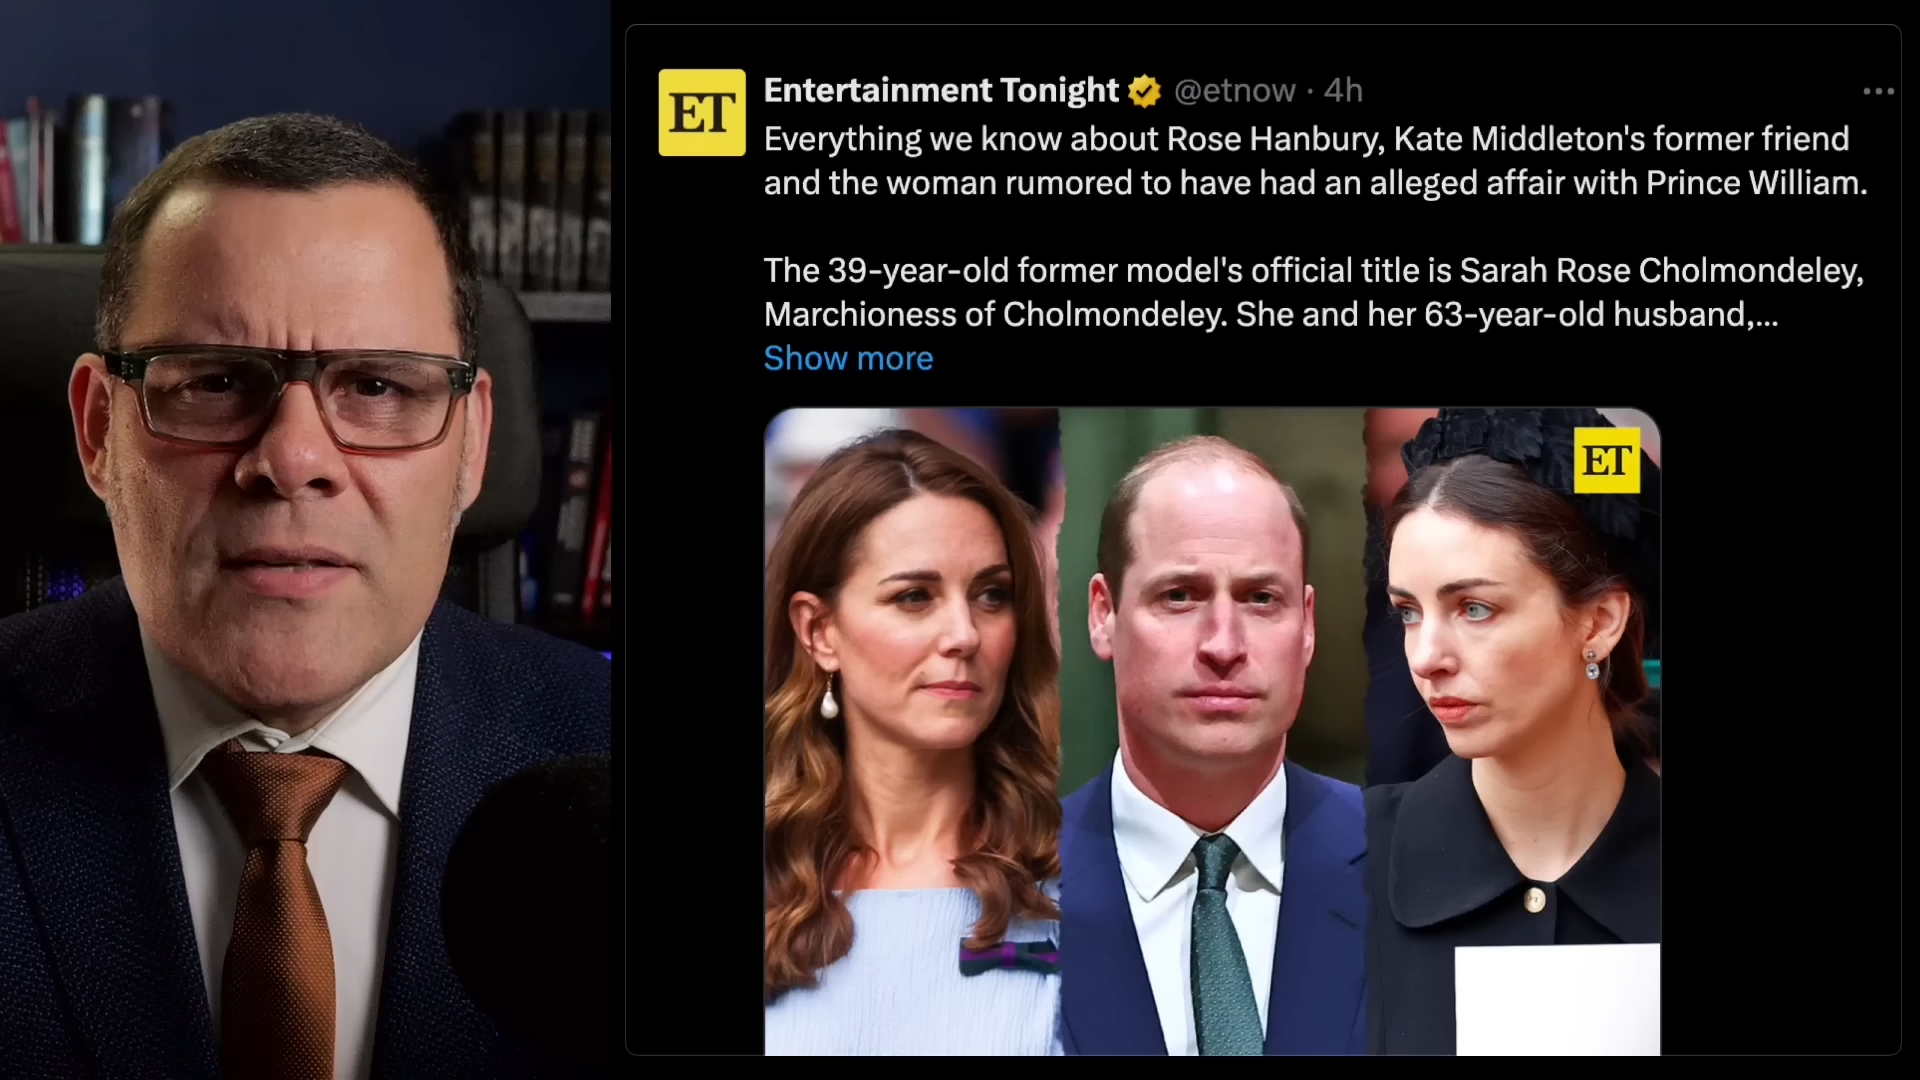 ET
Entertainment Tonight @etnow · 4h
Everything we know about Rose Hanbury, Kate Middleton's former friend
and the woman rumored to have had an alleged affair with Prince William.
The 39-year-old former model's official title is Sarah Rose Cholmondeley,
Marchioness of Cholmondeley. She and her 63-year-old husband,...
Show more
ET